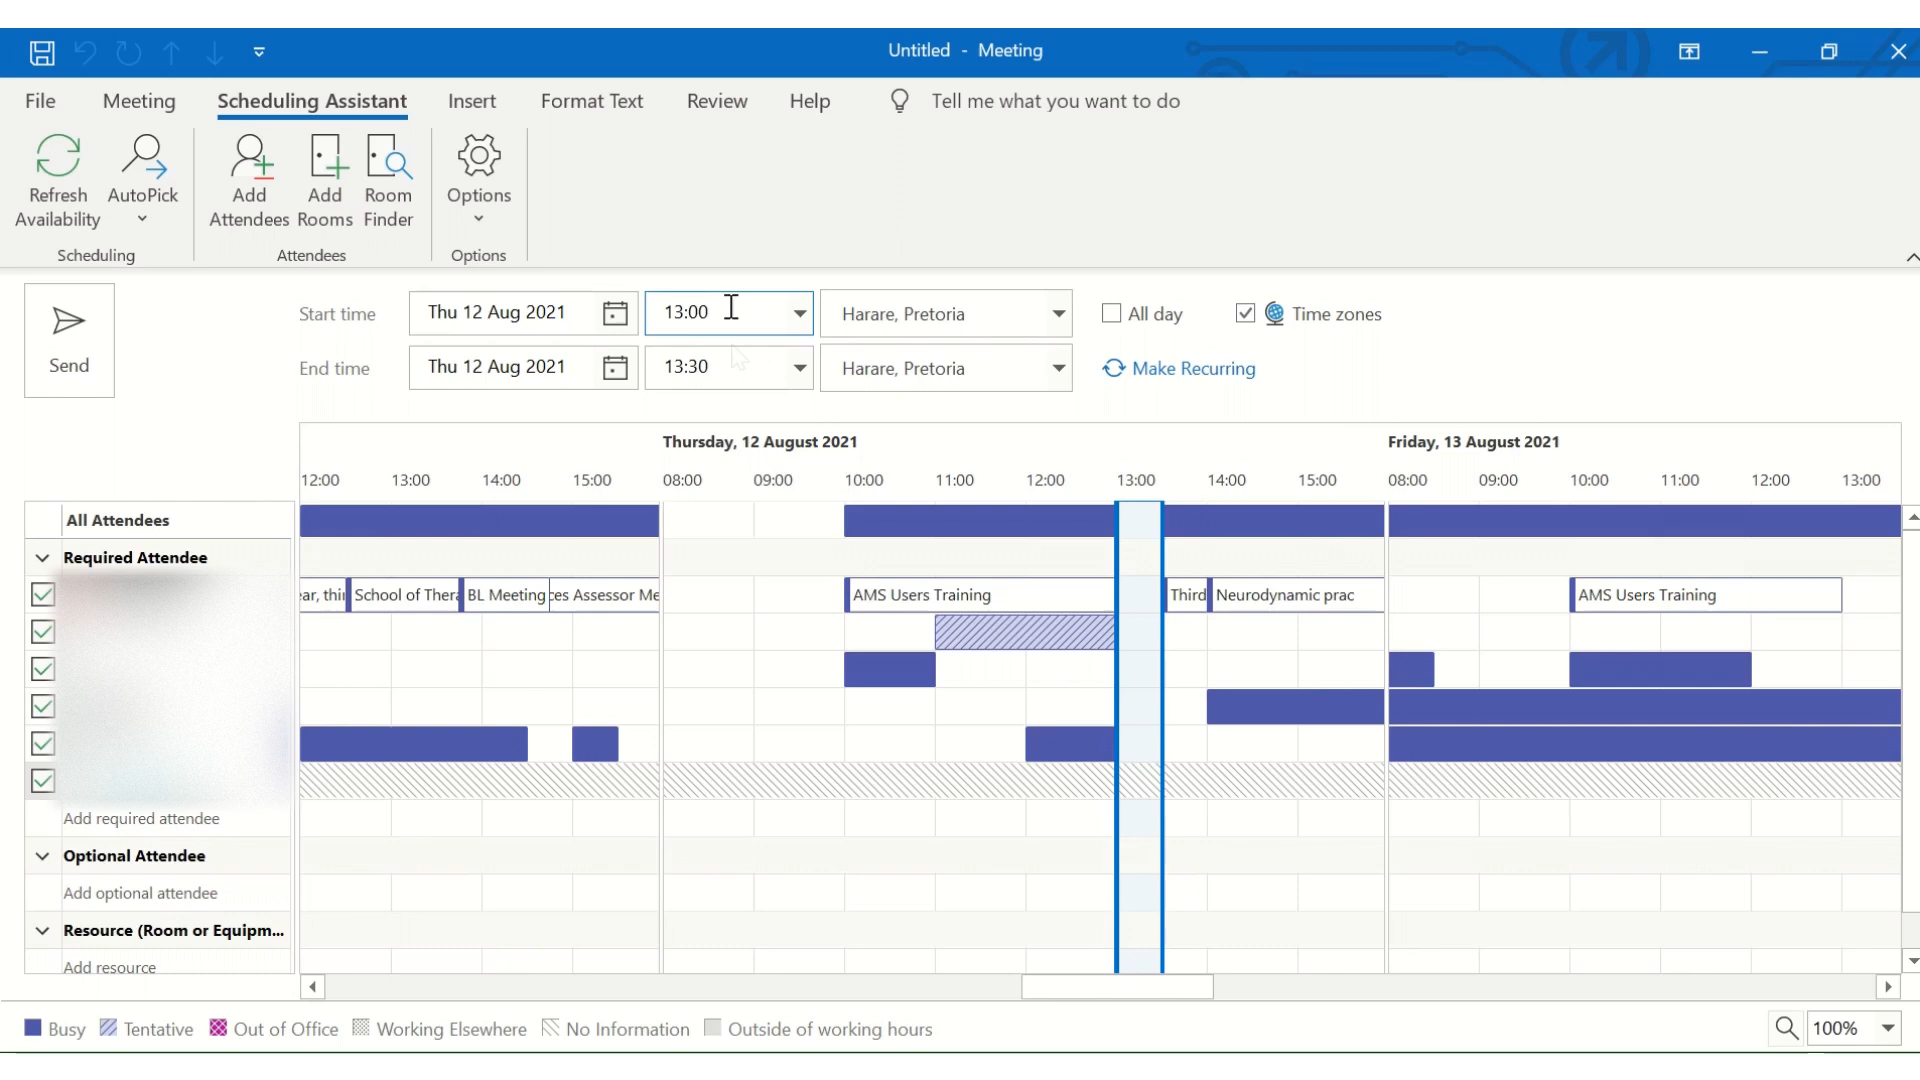 Untitled - Meeting
File Meeting Scheduling Assistant Insert Format Text Review Help Tell me what you want to do
Refresh Availability
AutoPick
Add Attendees
Add Rooms
Room Finder
Options
Scheduling
Attendees
Options
Send
Start time Thu 12 Aug 2021 13:00 Harare, Pretoria All day Time zones
End time Thu 12 Aug 2021 13:30 Harare, Pretoria Make Recurring
Thursday, 12 August 2021 Friday, 13 August 2021
12:00 13:00 14:00 15:00 08:00 09:00 10:00 11:00 12:00 13:00 14:00 15:00 08:00 09:00 10:00 11:00 12:00 13:00
All Attendees
Required Attendee
ear, thir School of Thera BL Meeting ces Assessor Me AMS Users Training Third Neurodynamic prac AMS Users Training
Add required attendee
Optional Attendee
Add optional attendee
Resource (Room or Equipm...
Add resource
Busy Tentative Out of Office Working Elsewhere No Information Outside of working hours 100%